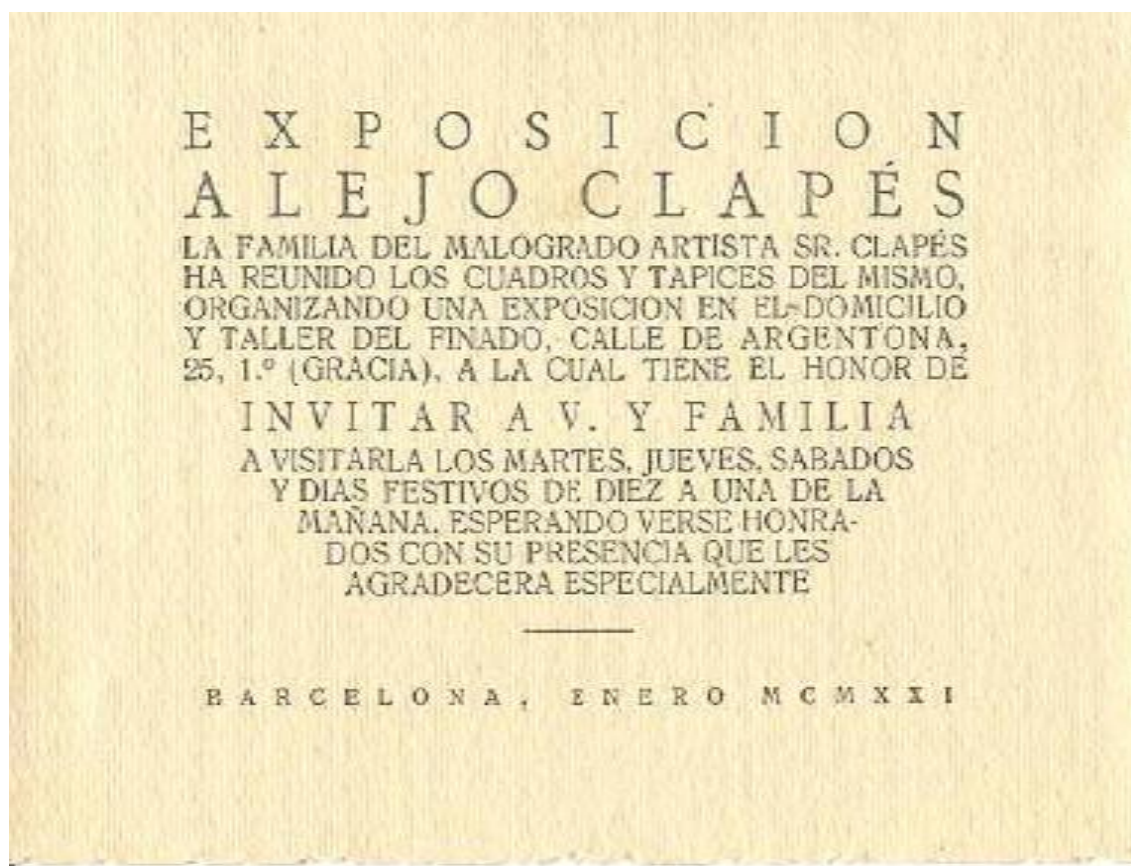 EXPOSICION
ALEJO CLAPÉS
LA FAMILIA DEL MALOGRADO ARTISTA SR. CLAPÉS
HA REUNIDO LOS CUADROS Y TAPICES DEL MISMO,
ORGANIZANDO UNA EXPOSICION EN EL DOMICILIO
Y TALLER DEL FINADO, CALLE DE ARGENTONA,
25, 1.º (GRACIA), A LA CUAL TIENE EL HONOR DE
INVITAR A V. Y FAMILIA
A VISITARLA LOS MARTES, JUEVES, SABADOS
Y DIAS FESTIVOS DE DIEZ A UNA DE LA
MAÑANA, ESPERANDO VERSE HONRA-
DOS CON SU PRESENCIA QUE LES
AGRADECERA ESPECIALMENTE
BARCELONA, ENERO MCMXXI